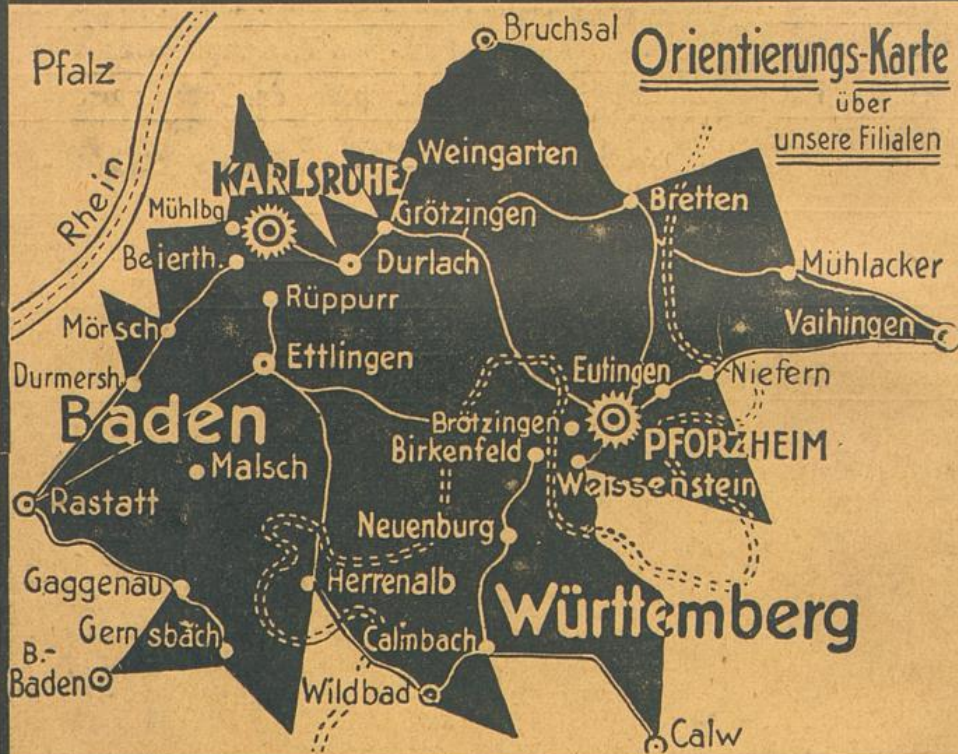 Orientierungs-Karte
über
unsere Filialen
Pfalz
Rhein
Bruchsal
Weingarten
KARLSRUHE
Mühlbg
Grötzingen
Bretten
Beierth.
Durlach
Mühlacker
Rüppurr
Mörsch
Vaihingen
Ettlingen
Durmersh.
Eutingen
Niefern
Baden
Brötzingen
Birkenfeld
PFORZHEIM
Malsch
Weissenstein
Rastatt
Neuenburg
Gaggenau
Herrenalb
Württemberg
Gernsbach
Calmbach
B.-
Baden
Wildbad
Calw